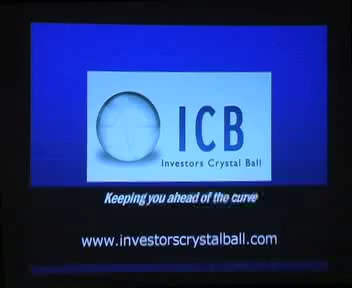 ICB
Investors Crystal Ball
Keeping you ahead of the curve
www.investorscrystalball.com